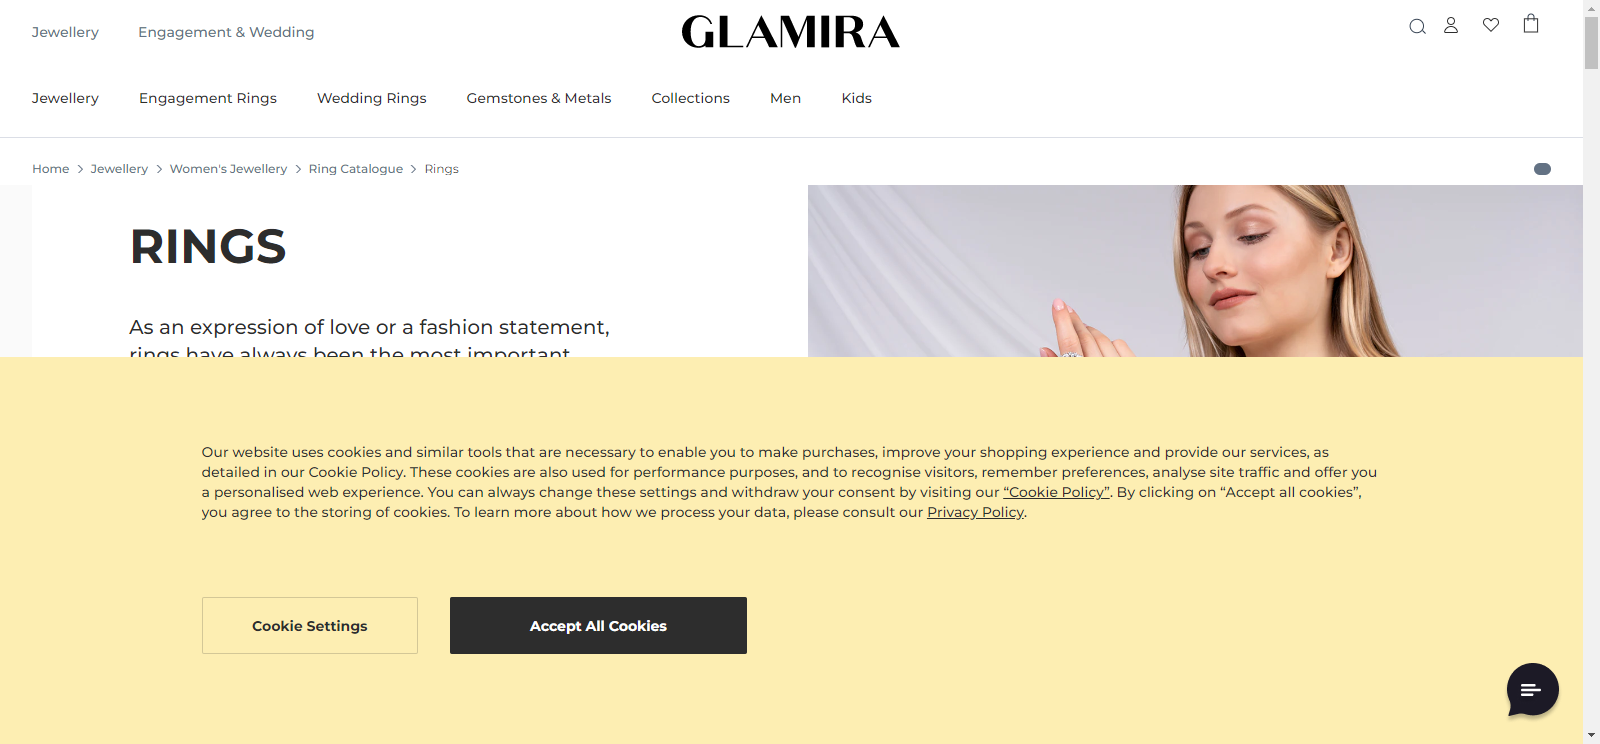 Jewellery
Engagement & Wedding
GLAMIRA
Jewellery
Engagement Rings
Wedding Rings
Gemstones & Metals
Collections
Men
Kids
Home
Jewellery
Women's Jewellery
Ring Catalogue
Rings
RINGS
As an expression of love or a fashion statement,
rings have always been the most important
Our website uses cookies and similar tools that are necessary to enable you to make purchases, improve your shopping experience and provide our services, as
detailed in our Cookie Policy. These cookies are also used for performance purposes, and to recognise visitors, remember preferences, analyse site traffic and offer you
a personalised web experience. You can always change these settings and withdraw your consent by visiting our “Cookie Policy”. By clicking on “Accept all cookies”,
you agree to the storing of cookies. To learn more about how we process your data, please consult our Privacy Policy.
Cookie Settings
Accept All Cookies